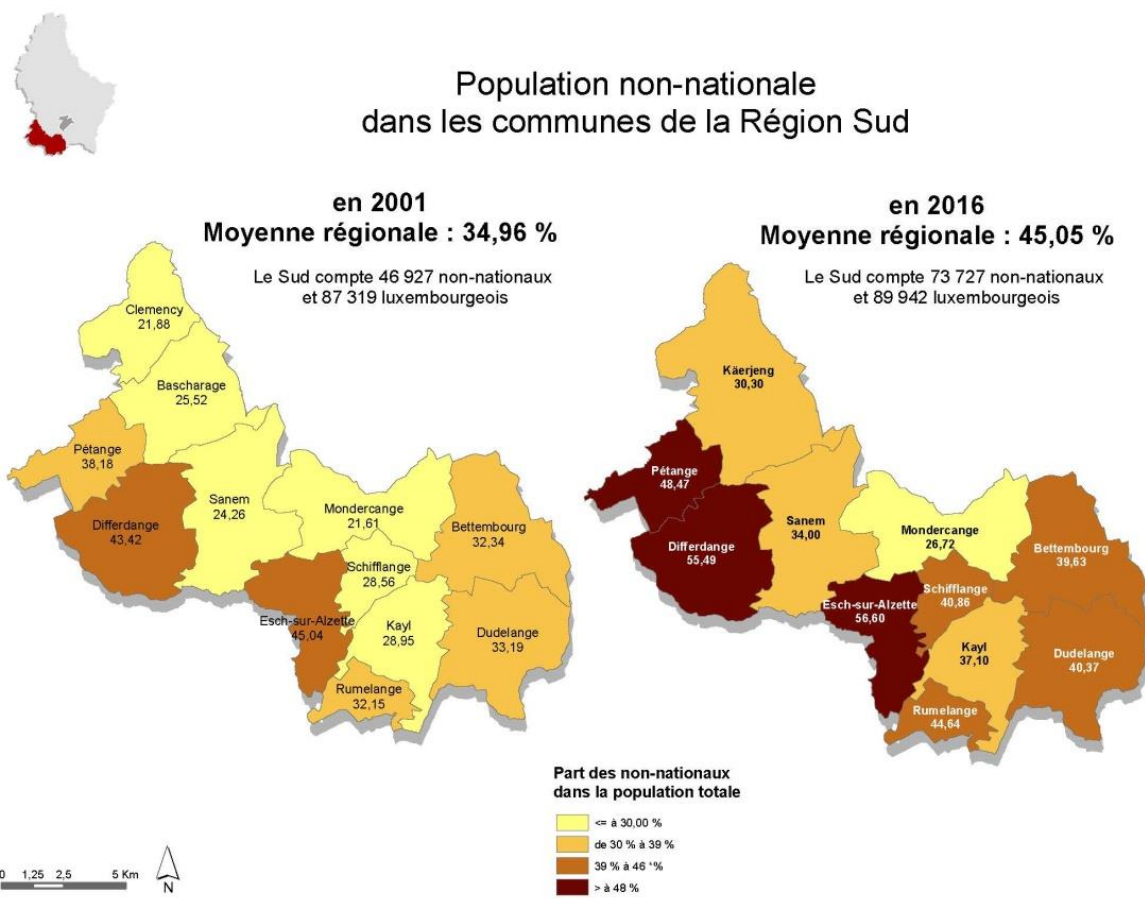 Population non-nationale
dans les communes de la Région Sud
en 2001
Moyenne régionale : 34,96 %
Le Sud compte 46 927 non-nationaux
et 87 319 luxembourgeois
Clemency
21,88
Bascharage
25,52
Pétange
38,18
Differdange
43,42
Sanem
24,26
Mondercange
21,61
Bettembourg
32,34
Schifflange
28,56
Esch-sur-Alzette
45,04
Kayl
28,95
Dudelange
33,19
Rumelange
32,15
en 2016
Moyenne régionale : 45,05 %
Le Sud compte 73 727 non-nationaux
et 89 942 luxembourgeois
Käerjeng
30,30
Pétange
48,47
Differdange
55,49
Sanem
34,00
Mondercange
26,72
Bettembourg
39,63
Schifflange
40,86
Esch-sur-Alzette
56,60
Kayl
37,10
Dudelange
40,37
Rumelange
44,64
Part des non-nationaux
dans la population totale
<= à 30,00 %
de 30 % à 39 %
39 % à 46 °%
> à 48 %
0 1,25 2,5 5 Km
N